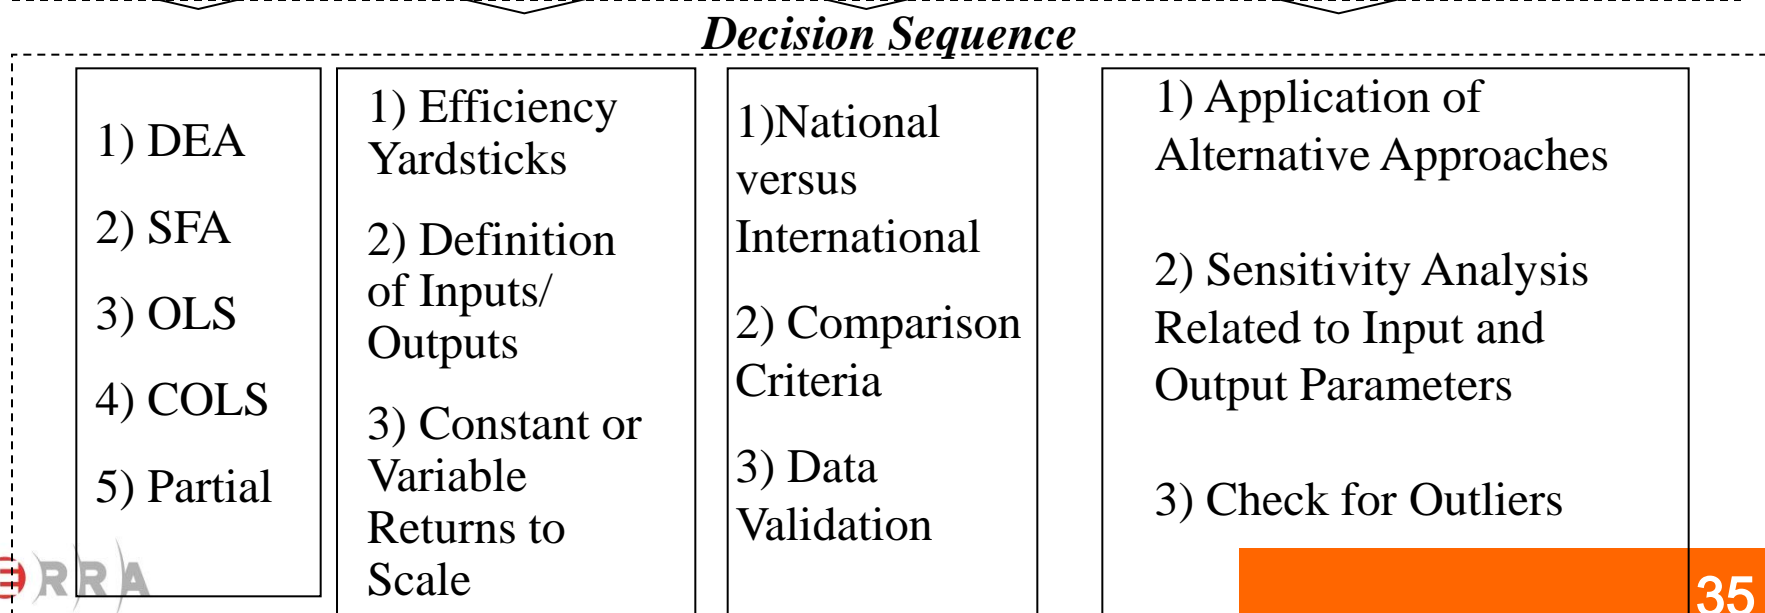 Decision Sequence
1) DEA
2) SFA
3) OLS
4) COLS
5) Partial
1) Efficiency
Yardsticks
2) Definition
of Inputs/
Outputs
3) Constant or
Variable
Returns to
Scale
1)National
versus
International
2) Comparison
Criteria
3) Data
Validation
1) Application of
Alternative Approaches
2) Sensitivity Analysis
Related to Input and
Output Parameters
3) Check for Outliers
ERRA
35